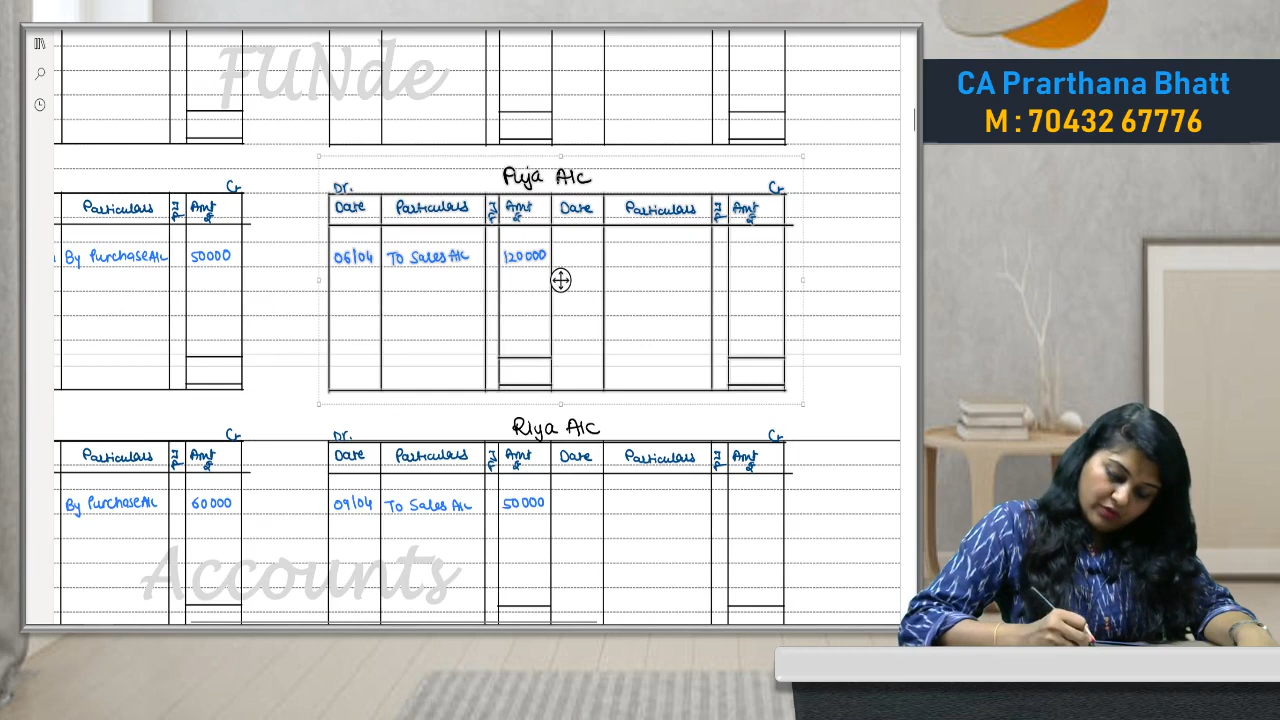 FUNde
CA Prarthana Bhatt
M : 70432 67776
Puja A/c
Cr Dr. Cr
Particulars J.F Amt ₹ Date Particulars J.F Amt ₹ Date Particulars J.F Amt ₹
By Purchase A/c 50000 06/04 To Sales A/c 120000
Riya A/c
Cr Dr. Cr
Particulars J.F Amt ₹ Date Particulars J.F Amt ₹ Date Particulars J.F Amt ₹
By Purchase A/c 60000 09/04 To Sales A/c 50000
Accounts